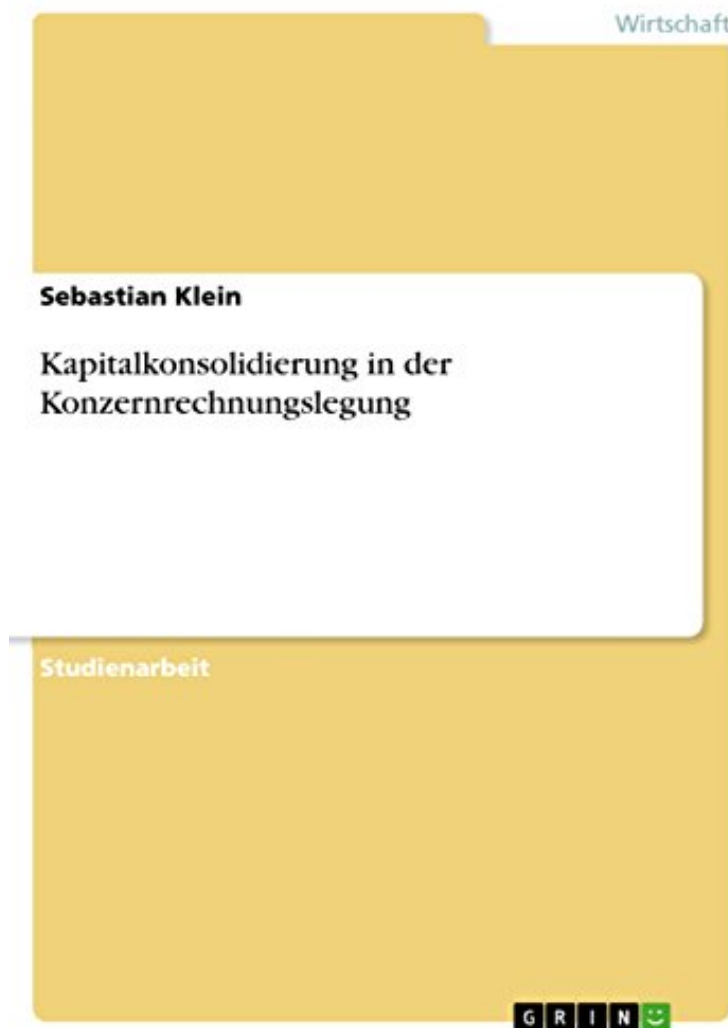 Wirtschaft
Sebastian Klein
Kapitalkonsolidierung in der
Konzernrechnungslegung
Studienarbeit
GRIN